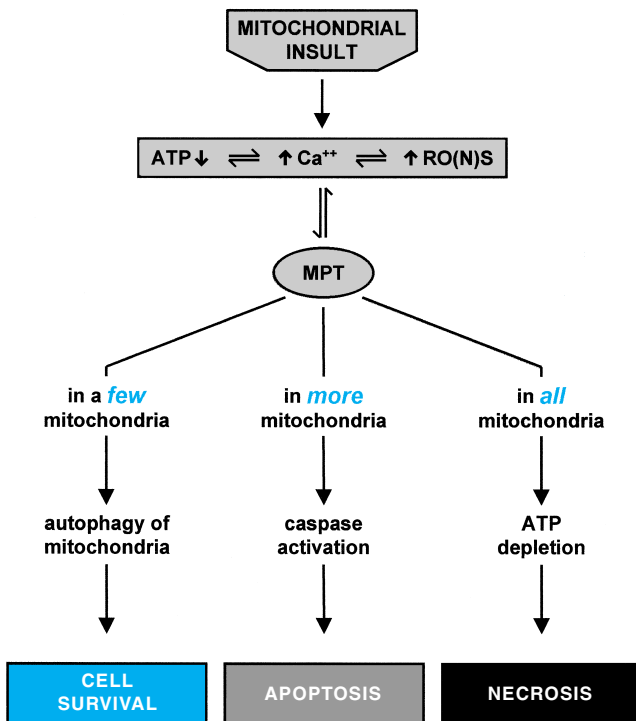 MITOCHONDRIAL
INSULT
ATP ↓ ⇌ ↑ Ca⁺⁺ ⇌ ↑ RO(N)S
MPT
in a few
mitochondria
in more
mitochondria
in all
mitochondria
autophagy of
mitochondria
caspase
activation
ATP
depletion
CELL
SURVIVAL
APOPTOSIS
NECROSIS